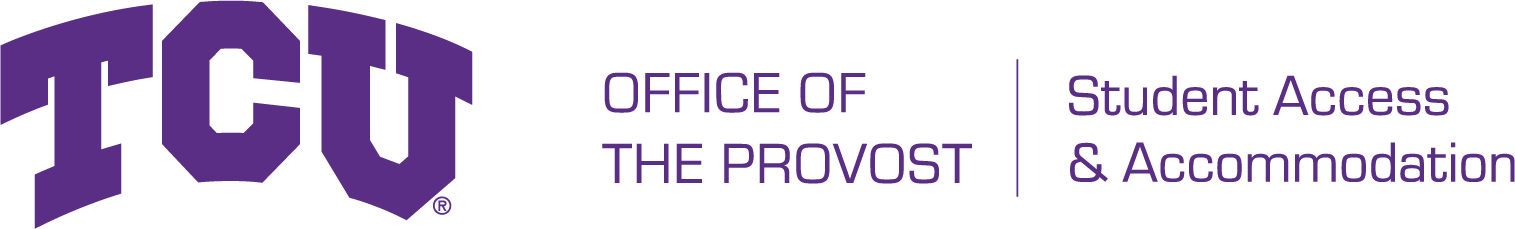 TCU®
OFFICE OF
THE PROVOST
Student Access
& Accommodation